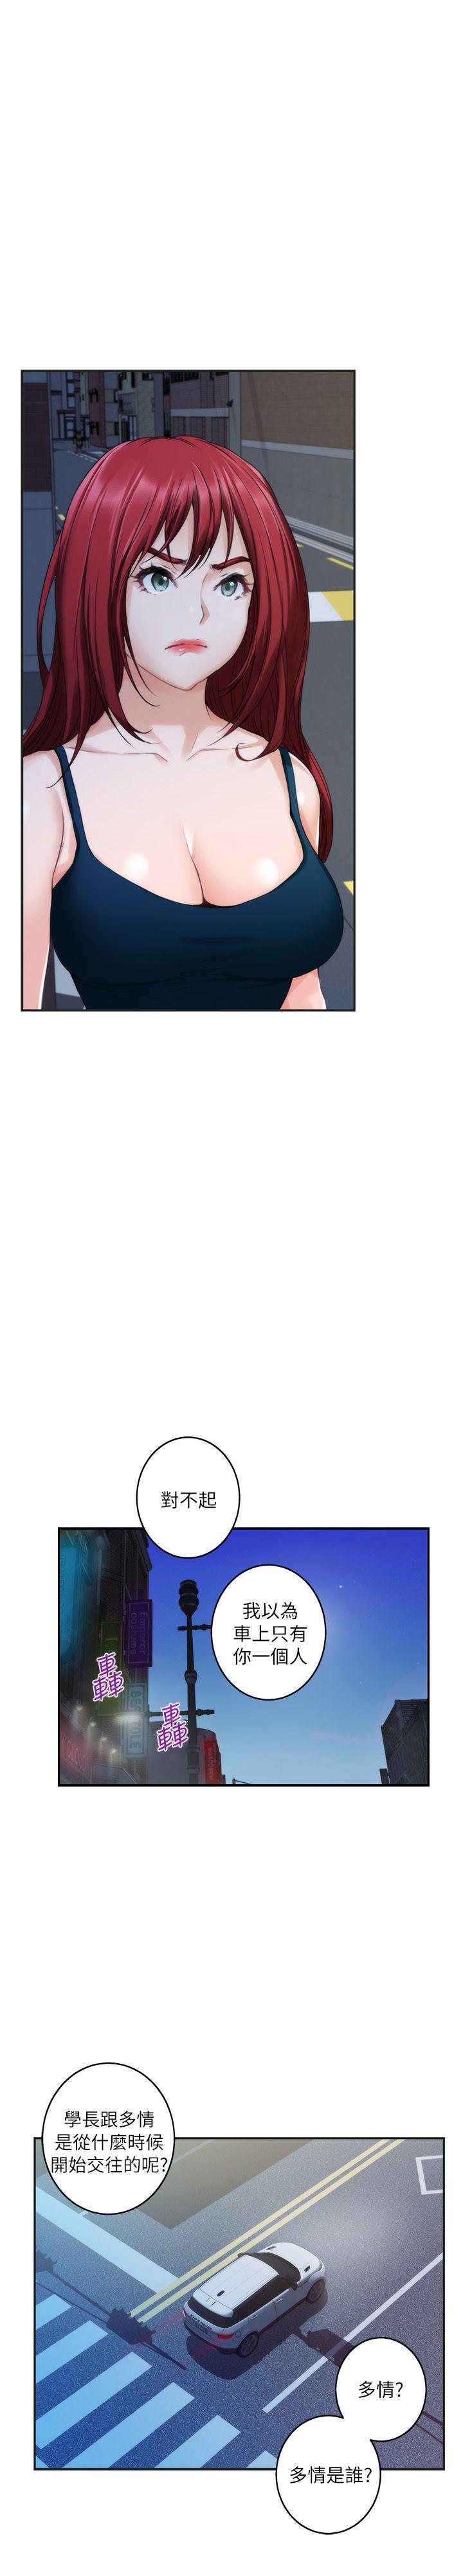 對不起
我以為
車上只有
你一個人
轟
轟
學長跟多情
是從什麼時候
開始交往的呢?
多情?
多情是誰?